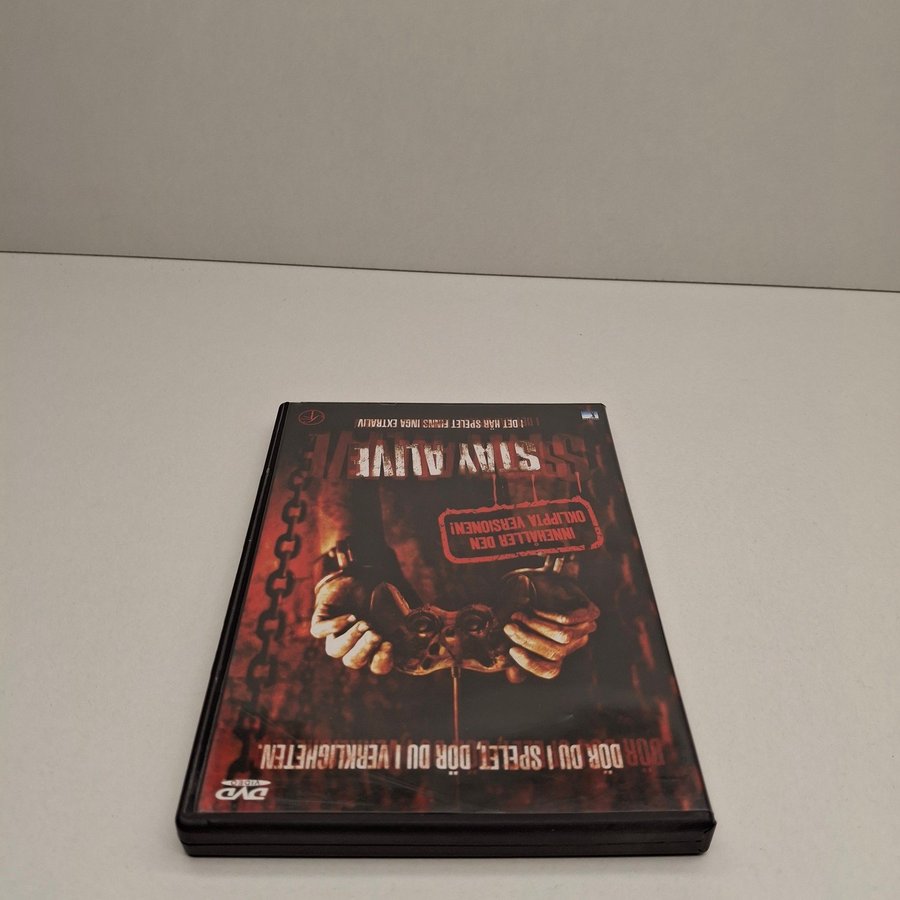 DÖR DU I SPELET, DÖR DU I VERKLIGHETEN.
INNEHÅLLER DEN
OKLIPPTA VERSIONEN!
STAY ALIVE
I DET HÄR SPELET FINNS INGA EXTRALIV
DVD
VIDEO